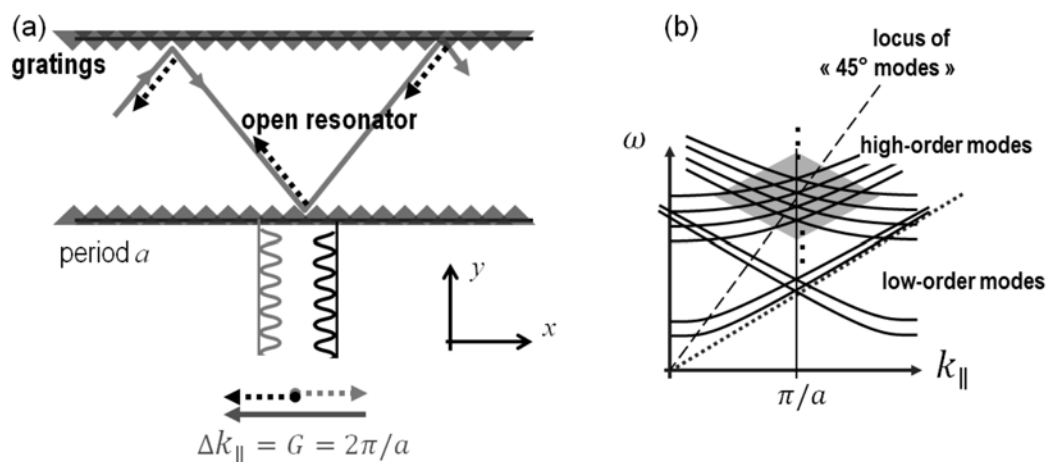 (a)
gratings
open resonator
period a
y
x
Δk∥ = G = 2π/a
(b)
locus of
« 45° modes »
ω
high-order modes
low-order modes
k∥
π/a